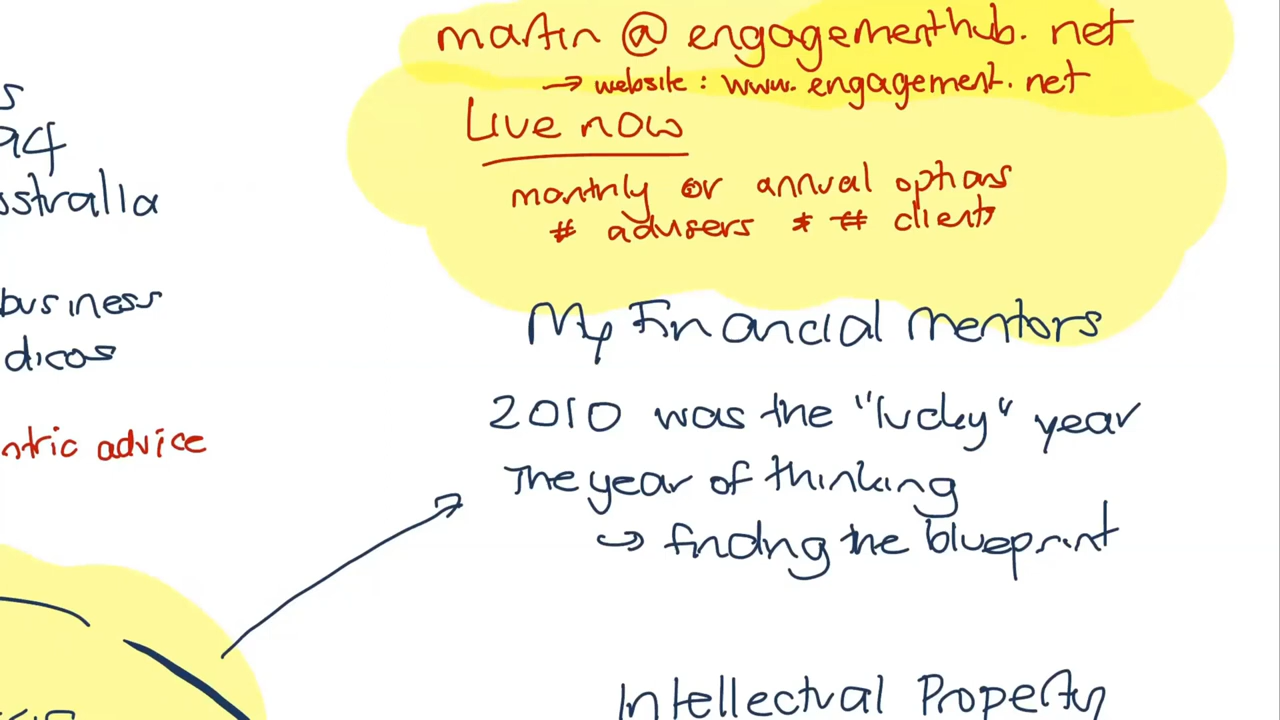 martin @ engagementhub. net
→ website : www. engagement. net
Live now
monthly or annual options
# advisers * # clients
My Financial Mentors
2010 was the "lucky" year
The year of thinking
↪ finding the blueprint
Intellectual Property
business
advice